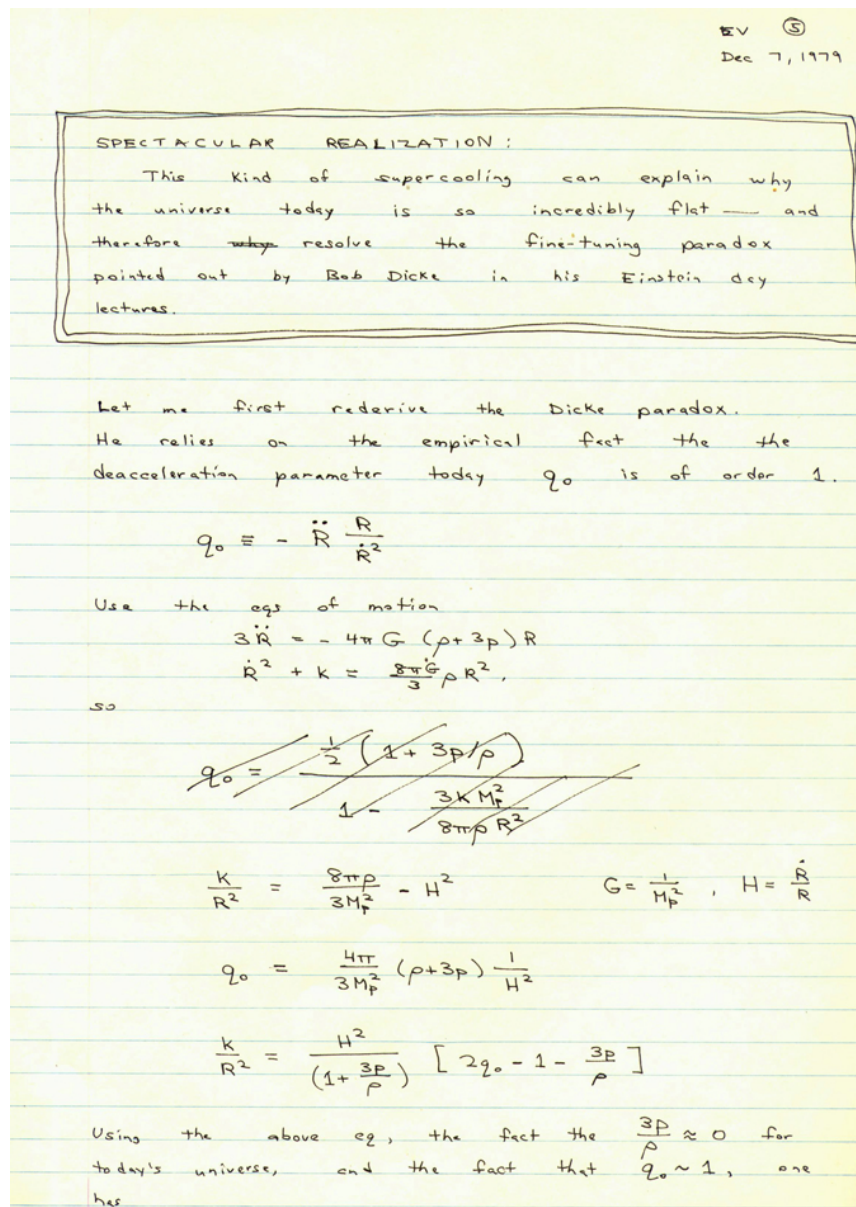 EV ⑤
Dec 7, 1979
SPECTACULAR REALIZATION:
This kind of supercooling can explain why
the universe today is so incredibly flat — and
therefore why resolve the fine-tuning paradox
pointed out by Bob Dicke in his Einstein day
lectures.
Let me first rederive the Dicke paradox.
He relies on the empirical fact the the
deacceleration parameter today q₀ is of order 1.
q₀ ≡ - R̈ R/Ṙ²
Use the eqs of motion
3R̈ = - 4πG (ρ+3p)R
Ṙ² + k = 8πG/3 ρR².
so
q₀ = ½ (1 + 3p/ρ) / (1 - 3kMp²/8πρR²)
k/R² = 8πρ/3Mp² - H² G = 1/Mp² , H = Ṙ/R
q₀ = 4π/3Mp² (ρ+3p) 1/H²
k/R² = H²/(1+3p/ρ) [2q₀ - 1 - 3p/ρ]
Using the above eq, the fact the 3p/ρ ≈ 0 for
today's universe, and the fact that q₀ ~ 1, one
has